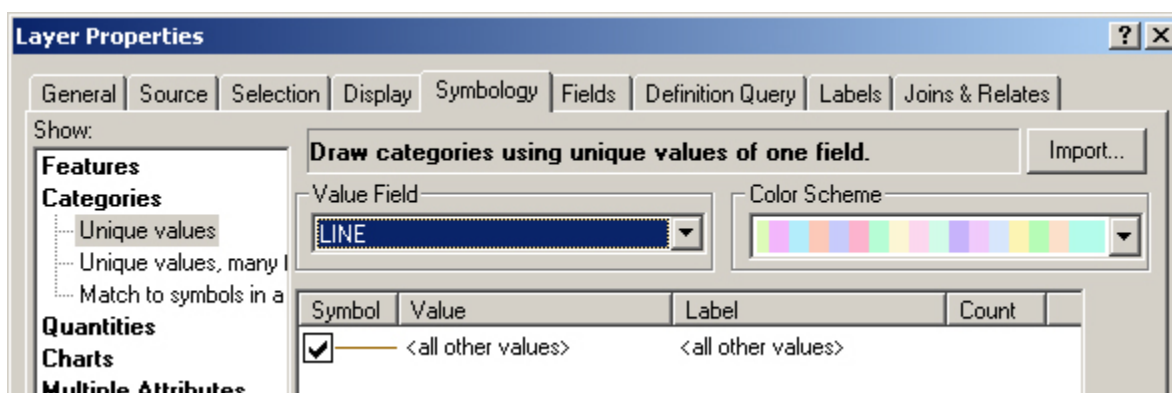 Layer Properties
General Source Selection Display Symbology Fields Definition Query Labels Joins & Relates
Show:
Features
Categories
Unique values
Unique values, many
Match to symbols in a
Quantities
Charts
Multiple Attributes
Draw categories using unique values of one field.
Import...
Value Field
LINE
Color Scheme
Symbol Value Label Count
<all other values> <all other values>